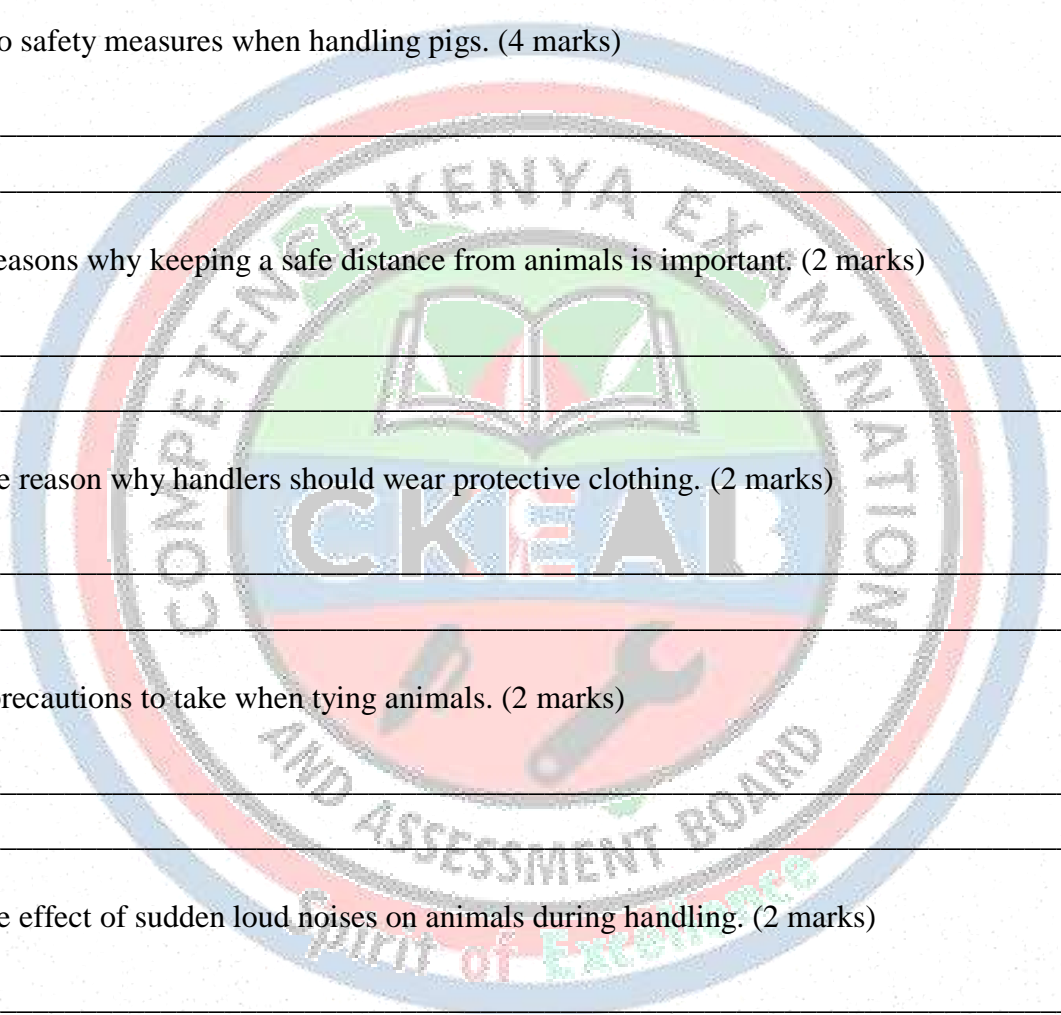 o safety measures when handling pigs. (4 marks)
easons why keeping a safe distance from animals is important. (2 marks)
e reason why handlers should wear protective clothing. (2 marks)
precautions to take when tying animals. (2 marks)
e effect of sudden loud noises on animals during handling. (2 marks)
COMPETENCE KENYA EXAMINATION
CKEAB
AND ASSESSMENT BOARD
Spirit of Excellence